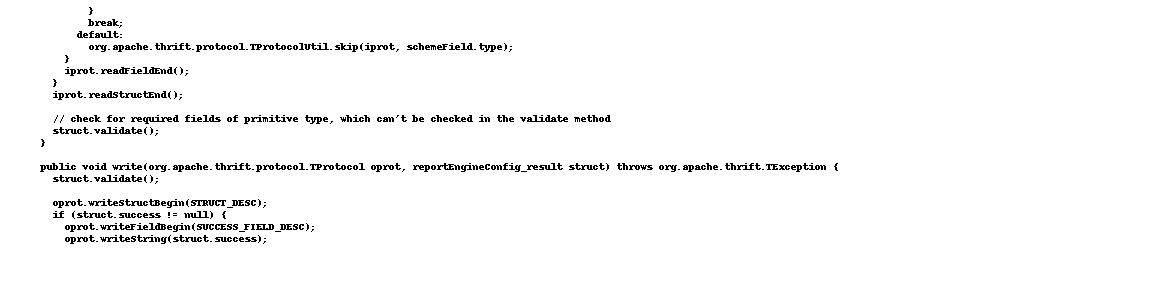 }
break;
default:
org.apache.thrift.protocol.TProtocolUtil.skip(iprot, schemeField.type);
}
iprot.readFieldEnd();
}
iprot.readStructEnd();
// check for required fields of primitive type, which can't be checked in the validate method
struct.validate();
}
public void write(org.apache.thrift.protocol.TProtocol oprot, reportEngineConfig_result struct) throws org.apache.thrift.TException {
struct.validate();
oprot.writeStructBegin(STRUCT_DESC);
if (struct.success != null) {
oprot.writeFieldBegin(SUCCESS_FIELD_DESC);
oprot.writeString(struct.success);